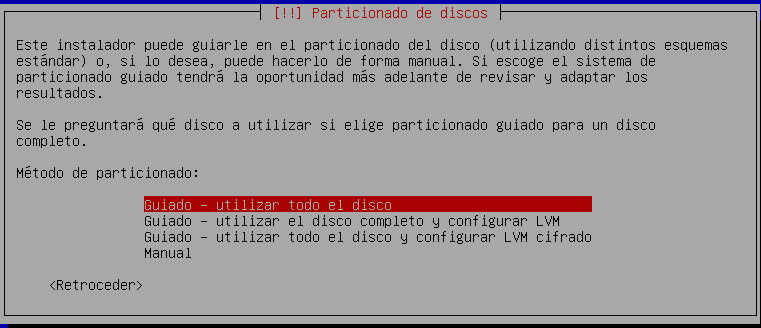 [!!] Particionado de discos
Este instalador puede guiarle en el particionado del disco (utilizando distintos esquemas
estándar) o, si lo desea, puede hacerlo de forma manual. Si escoge el sistema de
particionado guiado tendrá la oportunidad más adelante de revisar y adaptar los
resultados.
Se le preguntará qué disco a utilizar si elige particionado guiado para un disco
completo.
Método de particionado:
Guiado – utilizar todo el disco
Guiado – utilizar el disco completo y configurar LVM
Guiado – utilizar todo el disco y configurar LVM cifrado
Manual
<Retroceder>